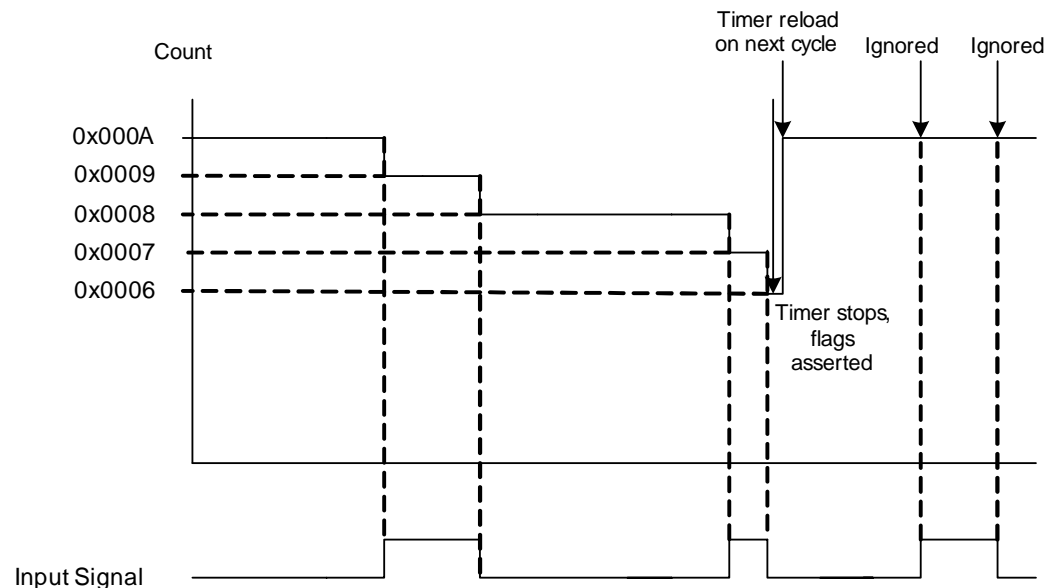 Timer reload
on next cycle
Ignored
Ignored
Count
0x000A
0x0009
0x0008
0x0007
0x0006
Timer stops,
flags
asserted
Input Signal